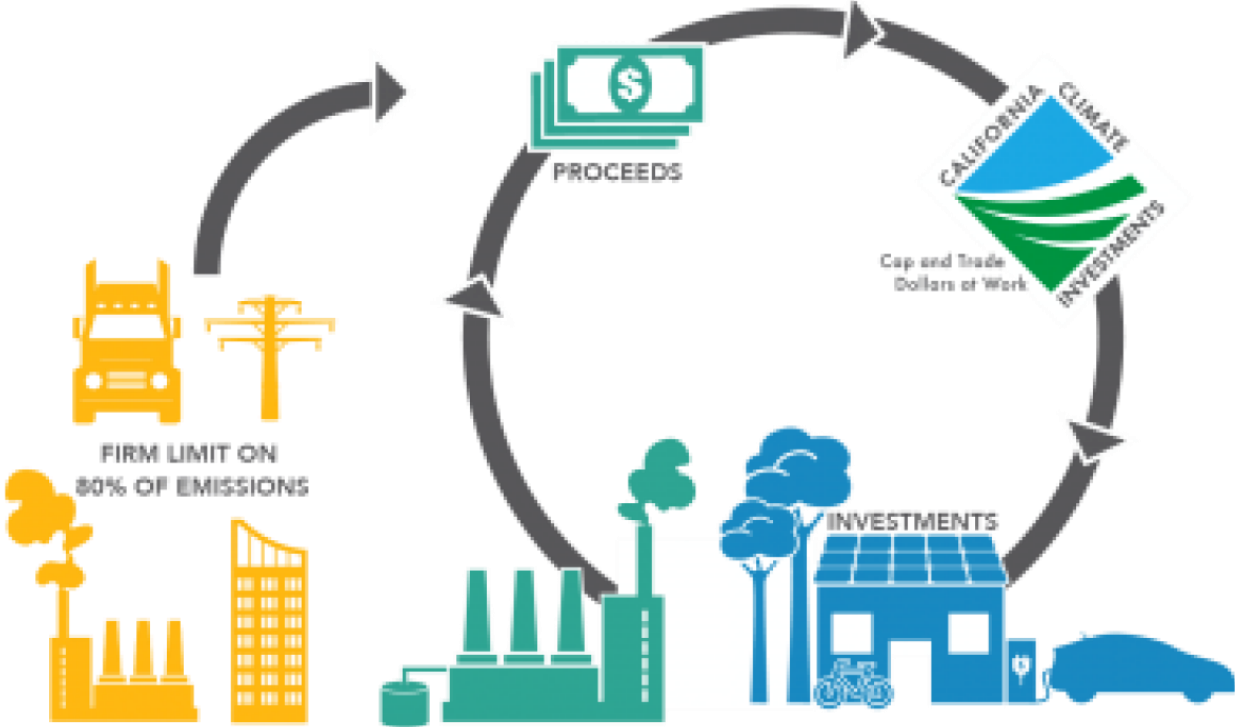 $
PROCEEDS
CALIFORNIA
CLIMATE
INVESTMENTS
Cap and Trade
Dollars at Work
FIRM LIMIT ON
80% OF EMISSIONS
INVESTMENTS